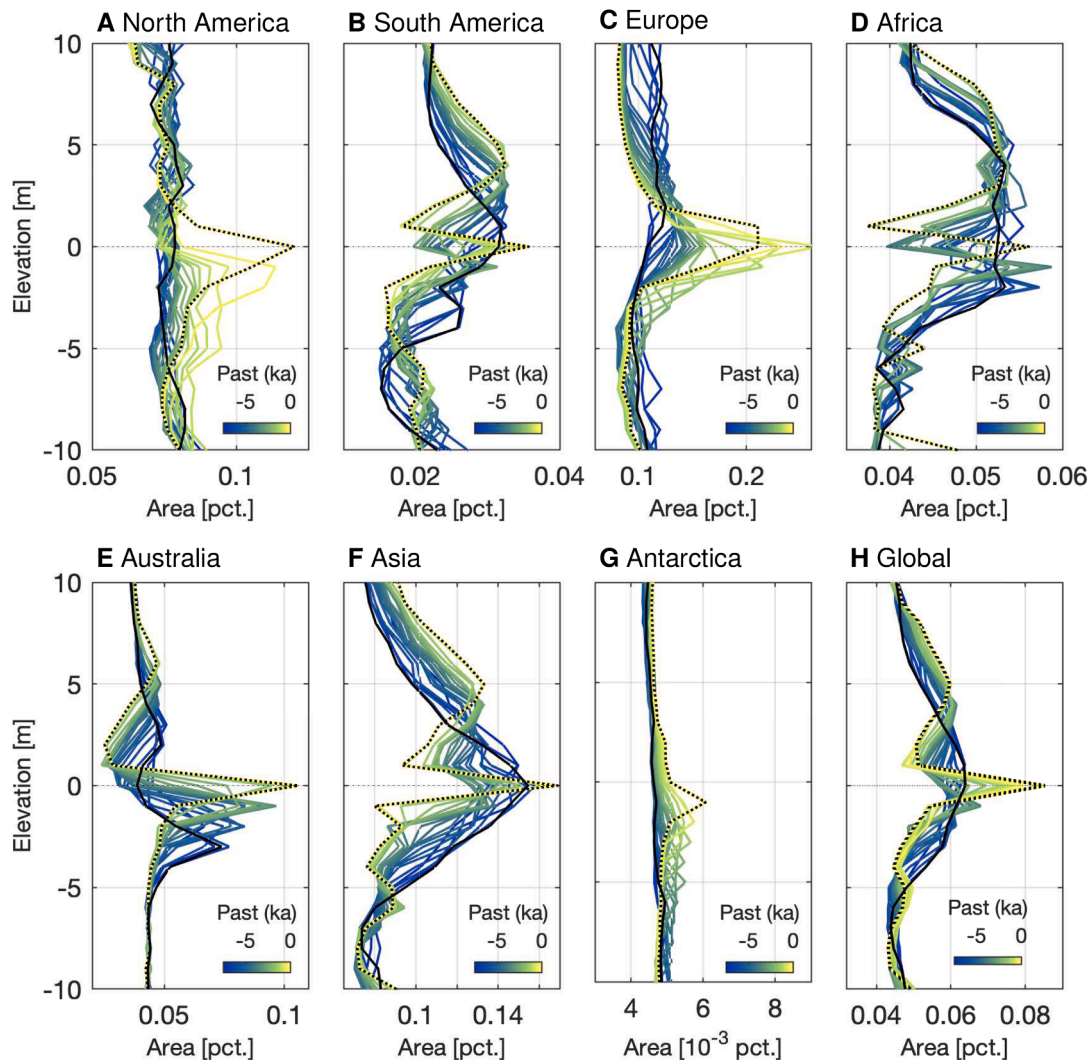 A North America
B South America
C Europe
D Africa
10
5
0
-5
-10
Elevation [m]
Past (ka)
-5 0
Past (ka)
-5 0
Past (ka)
-5 0
Past (ka)
-5 0
0.05 0.1
0.02 0.04
0.1 0.2
0.04 0.05 0.06
Area [pct.]
Area [pct.]
Area [pct.]
Area [pct.]
E Australia
F Asia
G Antarctica
H Global
10
5
0
-5
-10
Elevation [m]
Past (ka)
-5 0
Past (ka)
-5 0
Past (ka)
-5 0
Past (ka)
-5 0
0.05 0.1
0.1 0.14
4 6 8
0.04 0.06 0.08
Area [pct.]
Area [pct.]
Area [10⁻³ pct.]
Area [pct.]